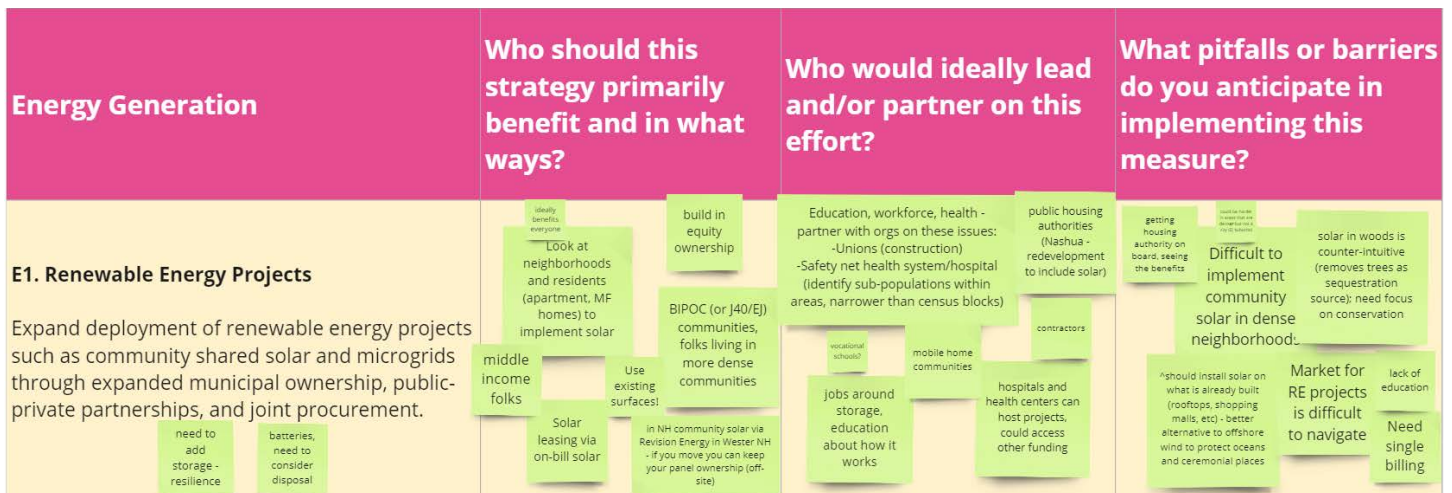 Energy Generation
Who should this
strategy primarily
benefit and in what
ways?
Who would ideally lead
and/or partner on this
effort?
What pitfalls or barriers
do you anticipate in
implementing this
measure?
E1. Renewable Energy Projects
Expand deployment of renewable energy projects
such as community shared solar and microgrids
through expanded municipal ownership, public-
private partnerships, and joint procurement.
need to
add
storage -
resilience
batteries,
need to
consider
disposal
ideally
benefits
everyone
Look at
neighborhoods
and residents
(apartment, MF
homes) to
implement solar
build in
equity
ownership
BIPOC (or J40/EJ)
communities,
folks living in
more dense
communities
middle
income
folks
Use
existing
surfaces!
Solar
leasing via
on-bill solar
in NH community solar via
Revision Energy in Wester NH
- if you move you can keep
your panel ownership (off-
site)
Education, workforce, health -
partner with orgs on these issues:
-Unions (construction)
-Safety net health system/hospital
(identify sub-populations within
areas, narrower than census blocks)
public housing
authorities
(Nashua -
redevelopment
to include solar)
contractors
vocational
schools?
mobile home
communities
jobs around
storage,
education
about how it
works
hospitals and
health centers can
host projects,
could access
other funding
getting
housing
authority on
board, seeing
the benefits
Difficult to
implement
community
solar in dense
neighborhoods
solar in woods is
counter-intuitive
(removes trees as
sequestration
source); need focus
on conservation
^should install solar on
what is already built
(rooftops, shopping
malls, etc) - better
alternative to offshore
wind to protect oceans
and ceremonial places
Market for
RE projects
is difficult
to navigate
lack of
education
Need
single
billing